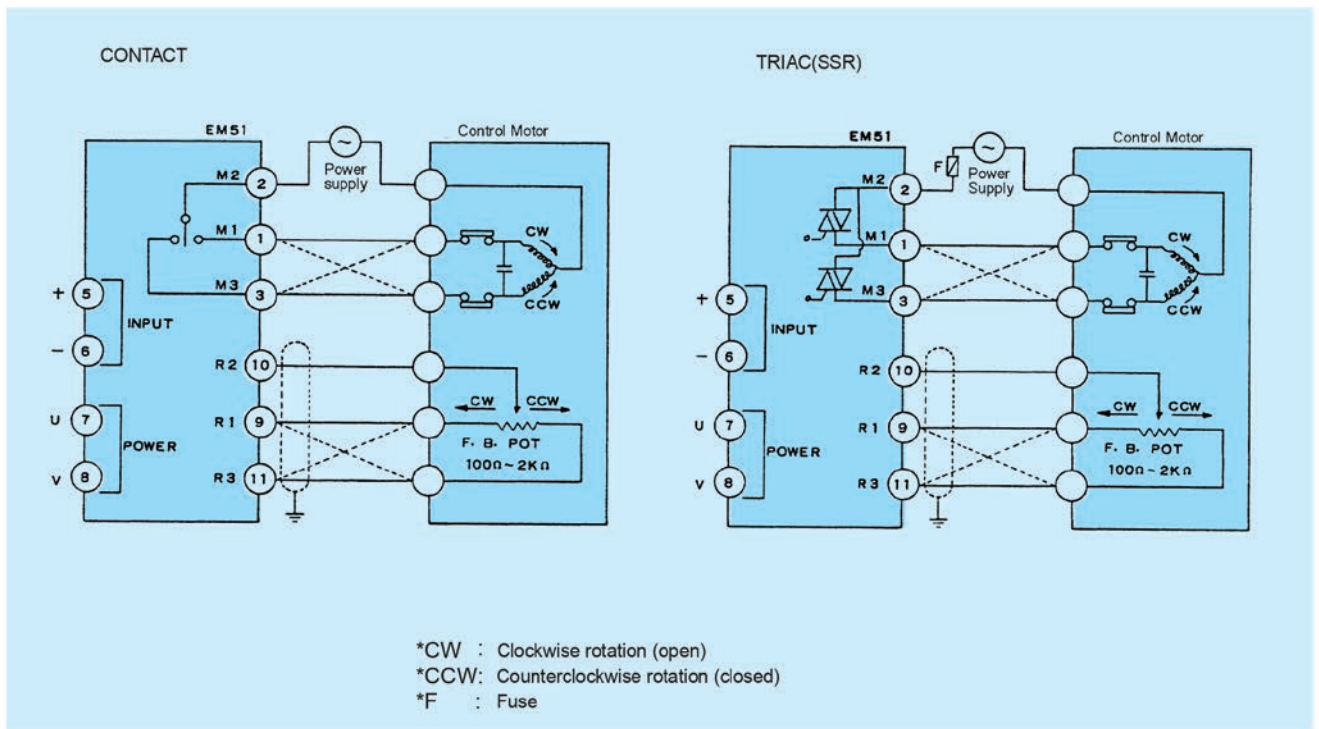 CONTACT
EM51
Control Motor
M2
2
~
Power
supply
M1
1
CW
M3
3
CCW
+
5
INPUT
−
6
R2
10
CW
CCW
U
7
R1
9
POWER
F. B. POT
100Ω~2KΩ
V
8
R3
11
TRIAC(SSR)
EM51
Control Motor
F
~
M2
2
Power
Supply
M1
1
CW
M3
3
CCW
+
5
INPUT
−
6
R2
10
CW
CCW
U
7
R1
9
POWER
F. B. POT
100Ω~2KΩ
V
8
R3
11
*CW : Clockwise rotation (open)
*CCW: Counterclockwise rotation (closed)
*F : Fuse